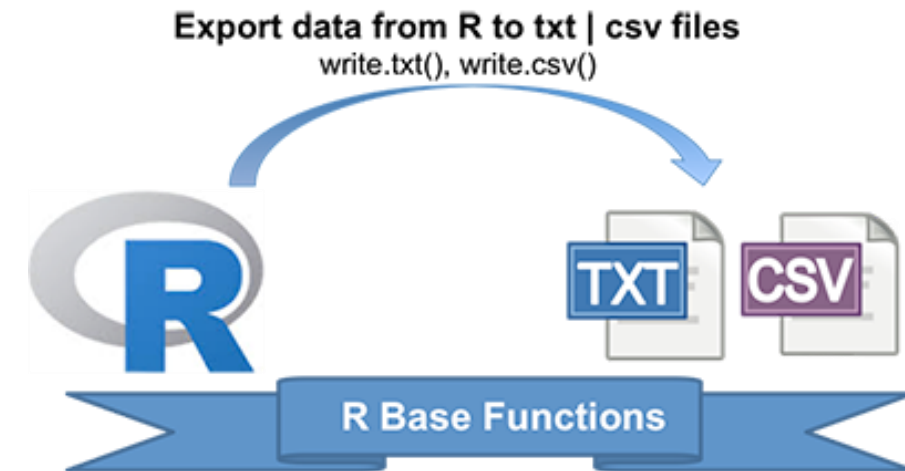 Export data from R to txt | csv files
write.txt(), write.csv()
R
TXT
CSV
R Base Functions